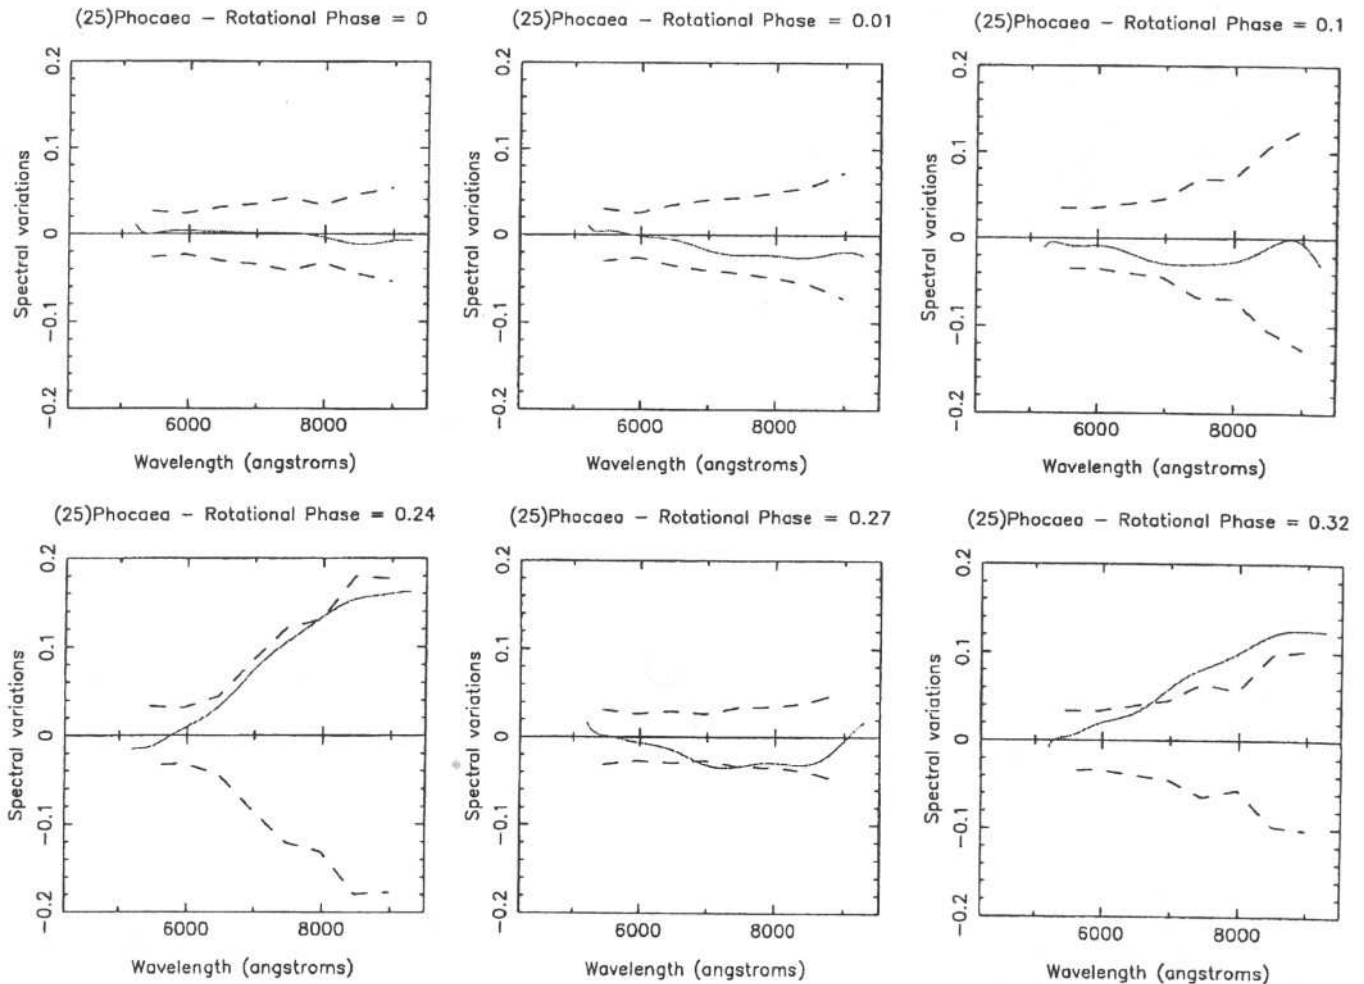 (25)Phocaea – Rotational Phase = 0
Spectral variations
0.2
0.1
0
−0.1
−0.2
6000 8000
Wavelength (angstroms)
(25)Phocaea – Rotational Phase = 0.01
Spectral variations
0.2
0.1
0
−0.1
−0.2
6000 8000
Wavelength (angstroms)
(25)Phocaea – Rotational Phase = 0.1
Spectral variations
0.2
0.1
0
−0.1
−0.2
6000 8000
Wavelength (angstroms)
(25)Phocaea – Rotational Phase = 0.24
Spectral variations
0.2
0.1
0
−0.1
−0.2
6000 8000
Wavelength (angstroms)
(25)Phocaea – Rotational Phase = 0.27
Spectral variations
0.2
0.1
0
−0.1
−0.2
6000 8000
Wavelength (angstroms)
(25)Phocaea – Rotational Phase = 0.32
Spectral variations
0.2
0.1
0
−0.1
−0.2
6000 8000
Wavelength (angstroms)